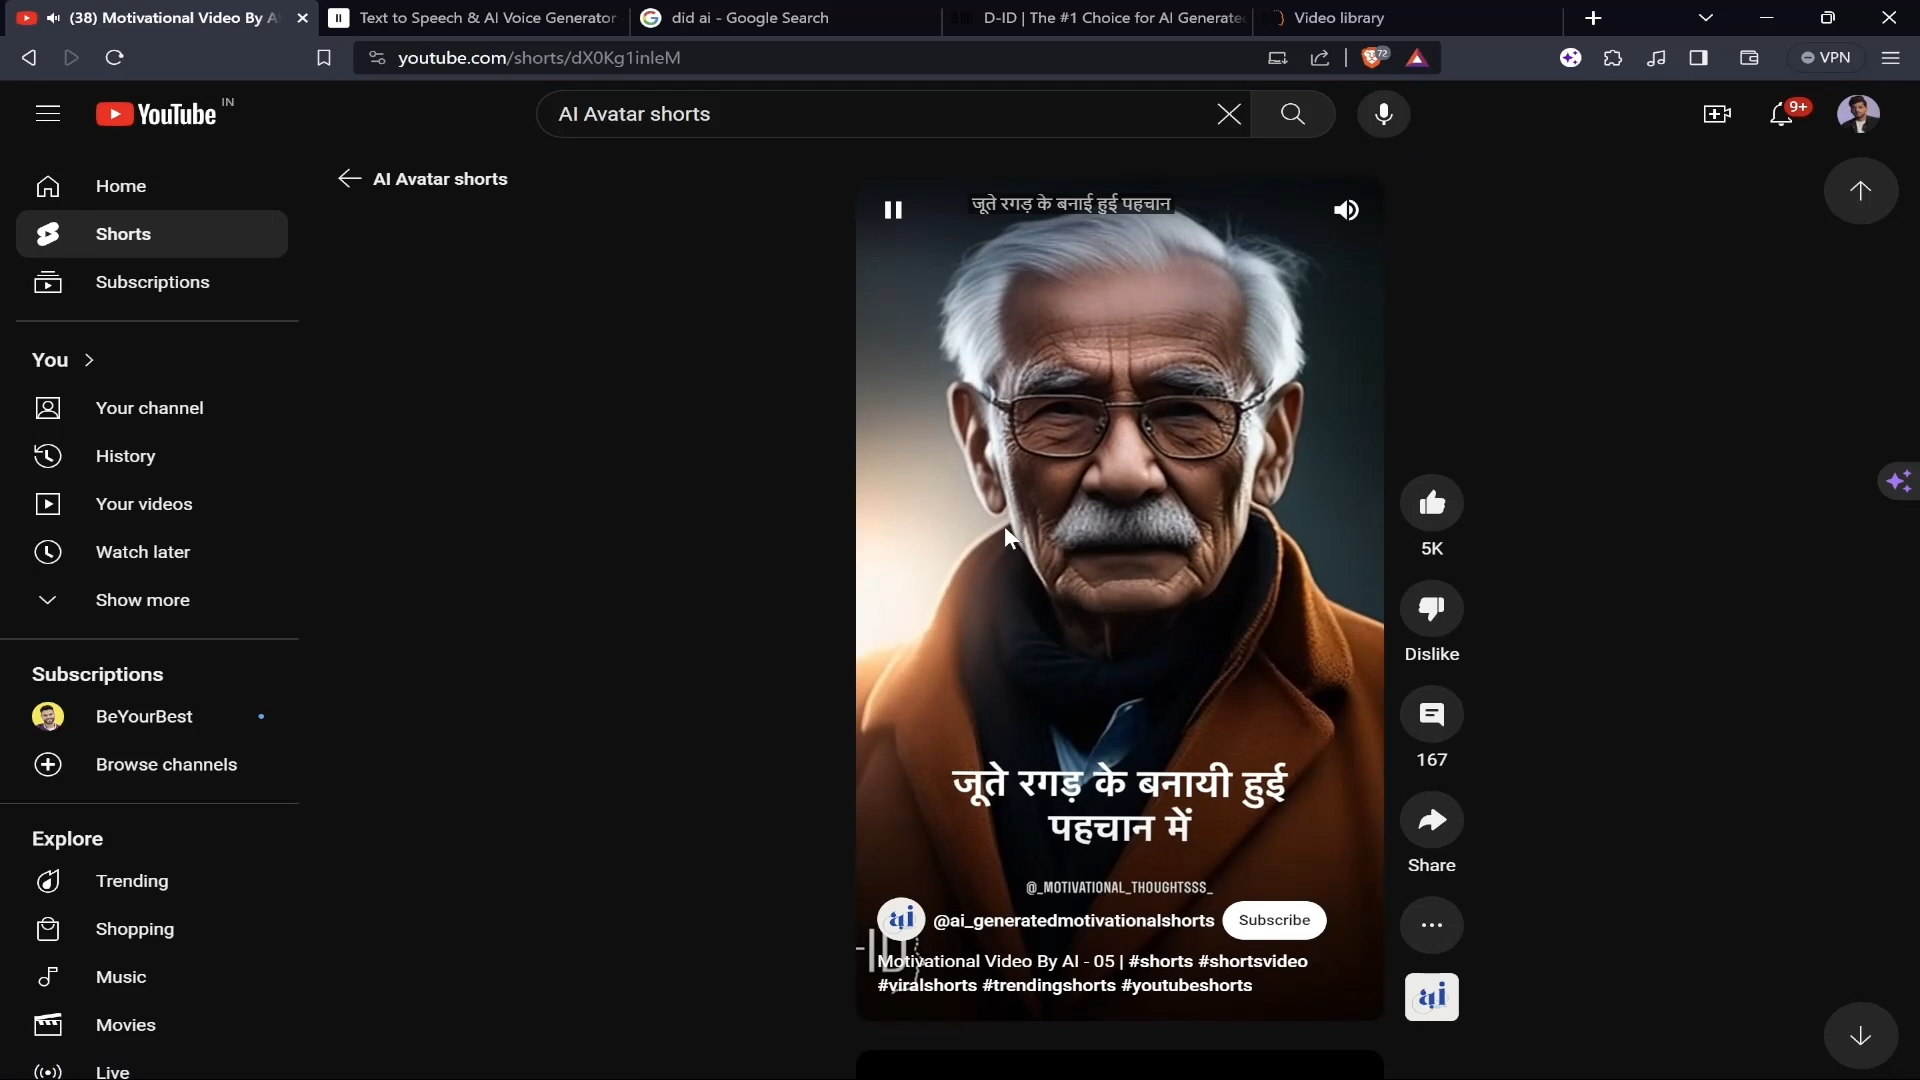 (38) Motivational Video By A
Text to Speech & AI Voice Generator
did ai - Google Search
D-ID | The #1 Choice for AI Generate
Video library
youtube.com/shorts/dX0Kg1inleM
72
VPN
YouTube IN
AI Avatar shorts
9+
Home
Shorts
Subscriptions
You
Your channel
History
Your videos
Watch later
Show more
Subscriptions
BeYourBest
Browse channels
Explore
Trending
Shopping
Music
Movies
Live
AI Avatar shorts
जूते रगड़ के बनाई हुई पहचान
जूते रगड़ के बनायी हुई
पहचान में
@_MOTIVATIONAL_THOUGHTSSS_
ai
@ai_generatedmotivationalshorts
Subscribe
-ID
Motivational Video By AI - 05 | #shorts #shortsvideo
#viralshorts #trendingshorts #youtubeshorts
5K
Dislike
167
Share
ai